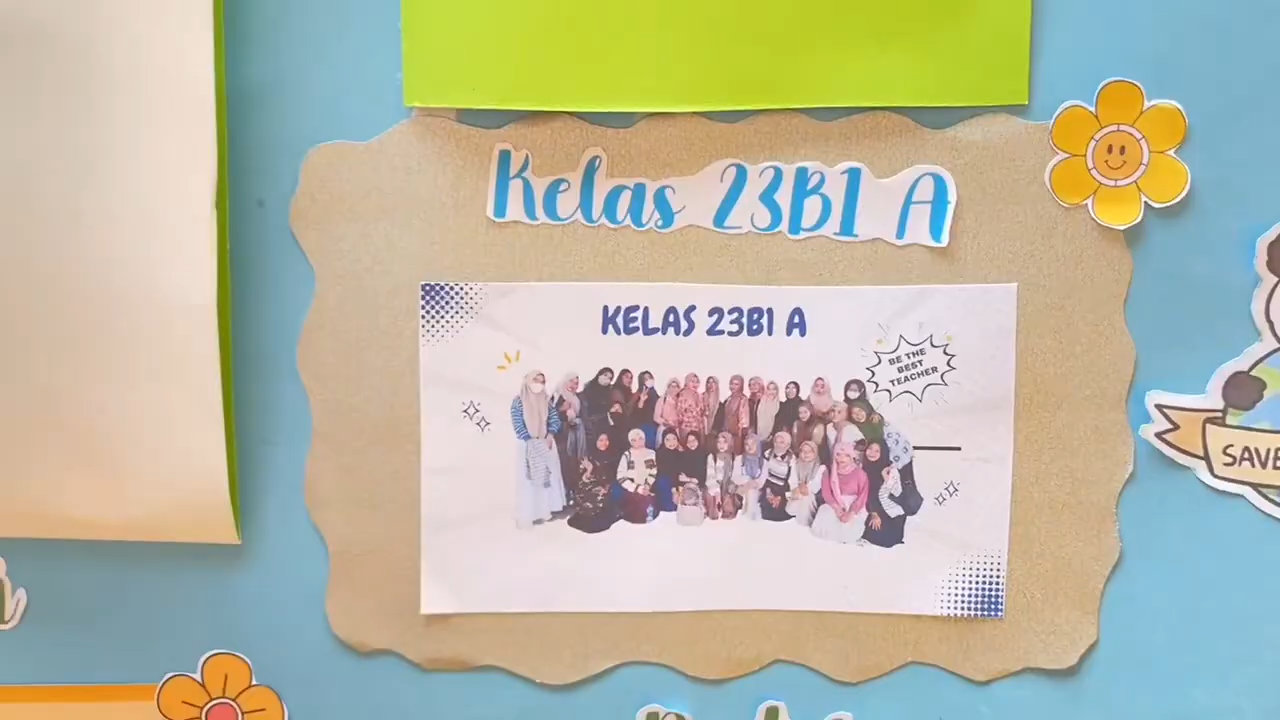 Kelas 23B1 A
KELAS 23B1 A
BE THE
BEST
TEACHER
SAVE